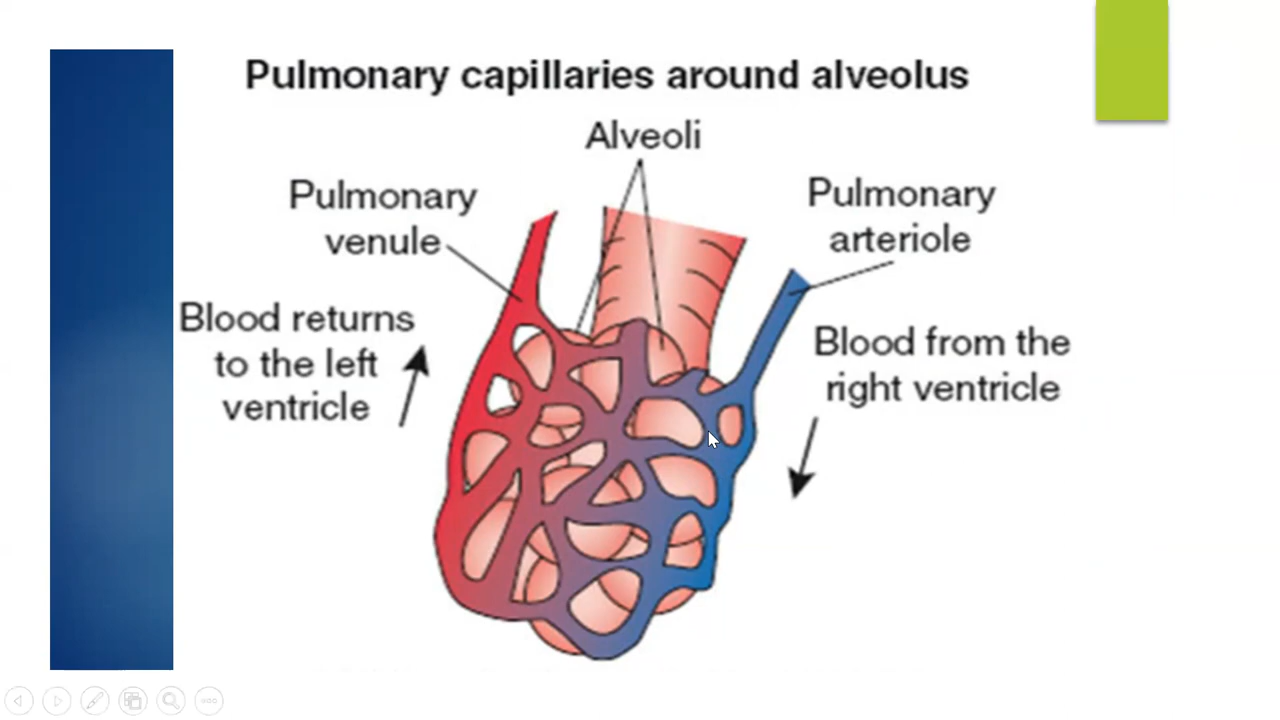 Pulmonary capillaries around alveolus
Alveoli
Pulmonary
venule
Pulmonary
arteriole
Blood returns
to the left
ventricle
Blood from the
right ventricle